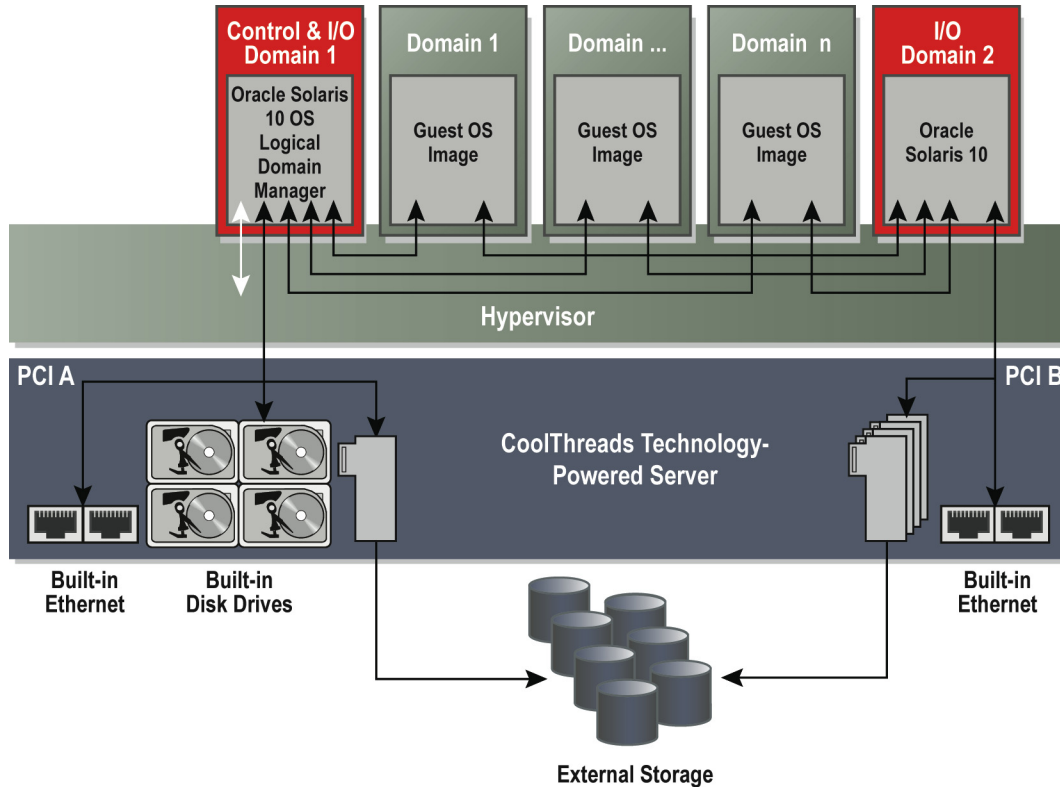 Control & I/O
Domain 1
Oracle Solaris
10 OS
Logical
Domain
Manager
Domain 1
Guest OS
Image
Domain ...
Guest OS
Image
Domain n
Guest OS
Image
I/O
Domain 2
Oracle
Solaris 10
Hypervisor
PCI A
PCI B
CoolThreads Technology-
Powered Server
Built-in
Ethernet
Built-in
Disk Drives
Built-in
Ethernet
External Storage